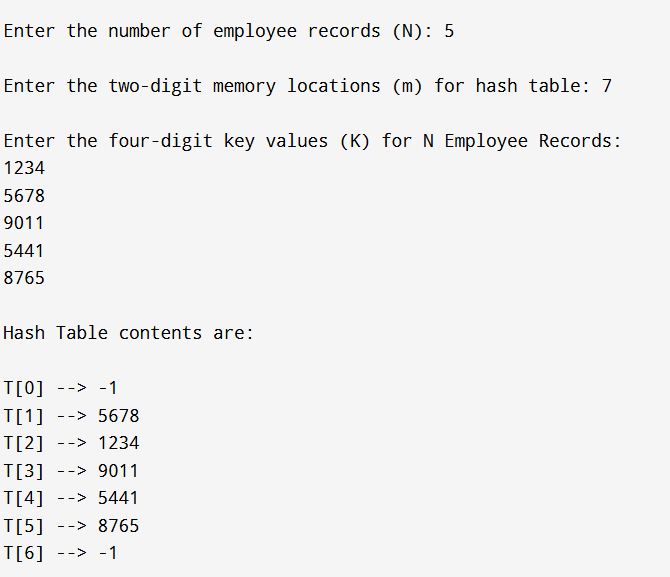 Enter the number of employee records (N): 5
Enter the two-digit memory locations (m) for hash table: 7
Enter the four-digit key values (K) for N Employee Records:
1234
5678
9011
5441
8765
Hash Table contents are:
T[0] --> -1
T[1] --> 5678
T[2] --> 1234
T[3] --> 9011
T[4] --> 5441
T[5] --> 8765
T[6] --> -1